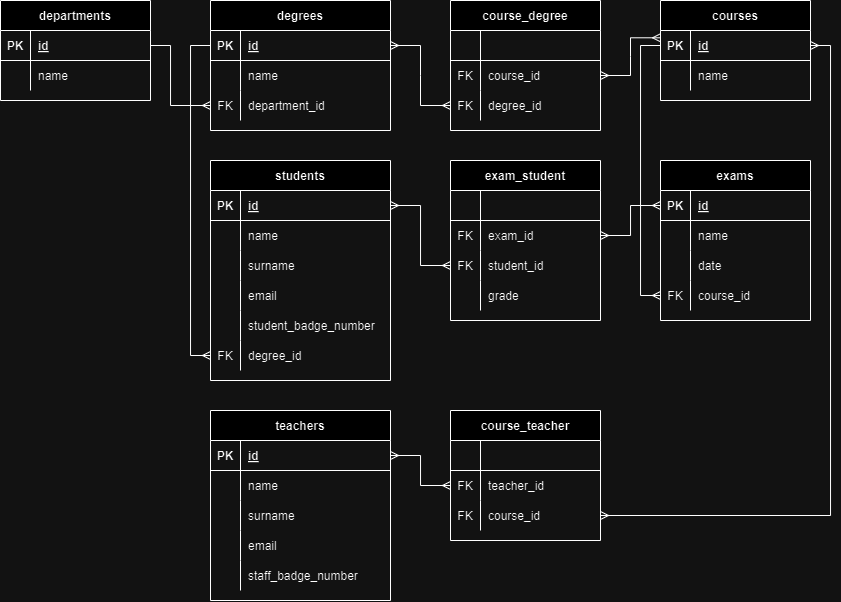 departments
PK id
name
degrees
PK id
name
FK department_id
course_degree
FK course_id
FK degree_id
courses
PK id
name
students
PK id
name
surname
email
student_badge_number
FK degree_id
exam_student
FK exam_id
FK student_id
grade
exams
PK id
name
date
FK course_id
teachers
PK id
name
surname
email
staff_badge_number
course_teacher
FK teacher_id
FK course_id